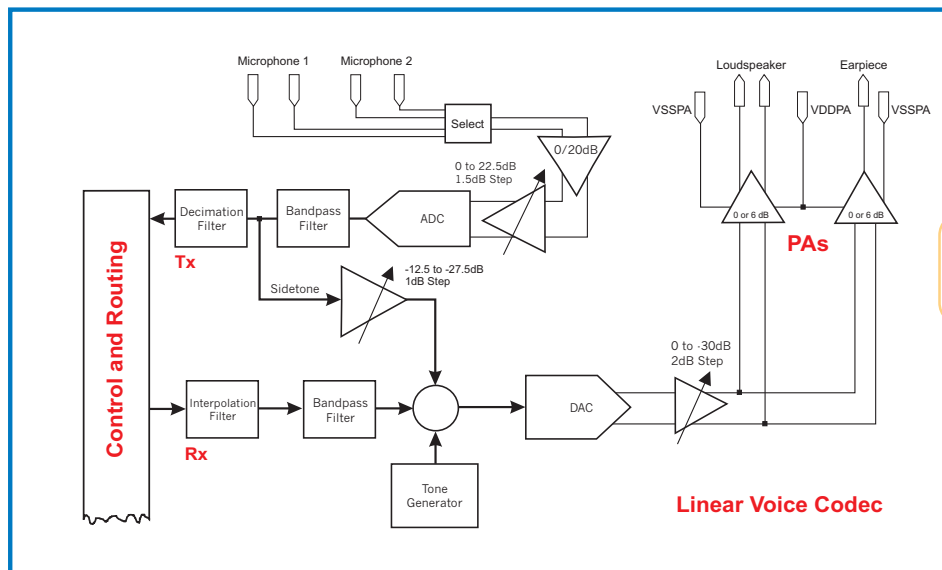 Microphone 1
Microphone 2
Loudspeaker
Earpiece
VSSPA
VDDPA
VSSPA
Select
0/20dB
0 to 22.5dB
1.5dB Step
0 or 6 dB
0 or 6 dB
PAs
Decimation
Filter
Bandpass
Filter
ADC
Tx
Sidetone
-12.5 to -27.5dB
1dB Step
Control and Routing
0 to -30dB
2dB Step
Interpolation
Filter
Bandpass
Filter
DAC
Rx
Tone
Generator
Linear Voice Codec